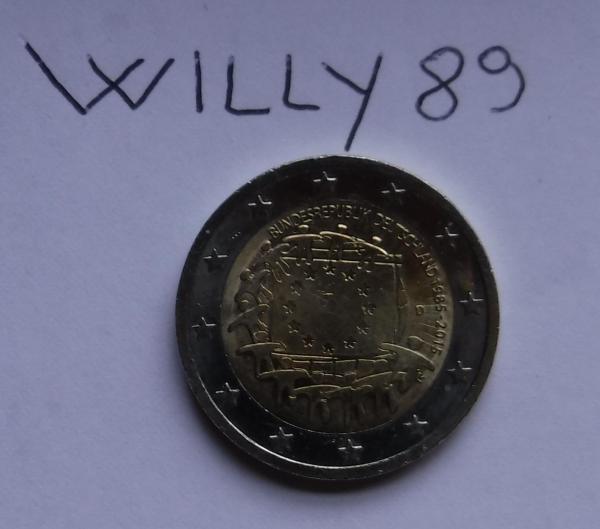 WILLY 89
BUNDESREPUBLIK DEUTSCHLAND 1985-2015
D